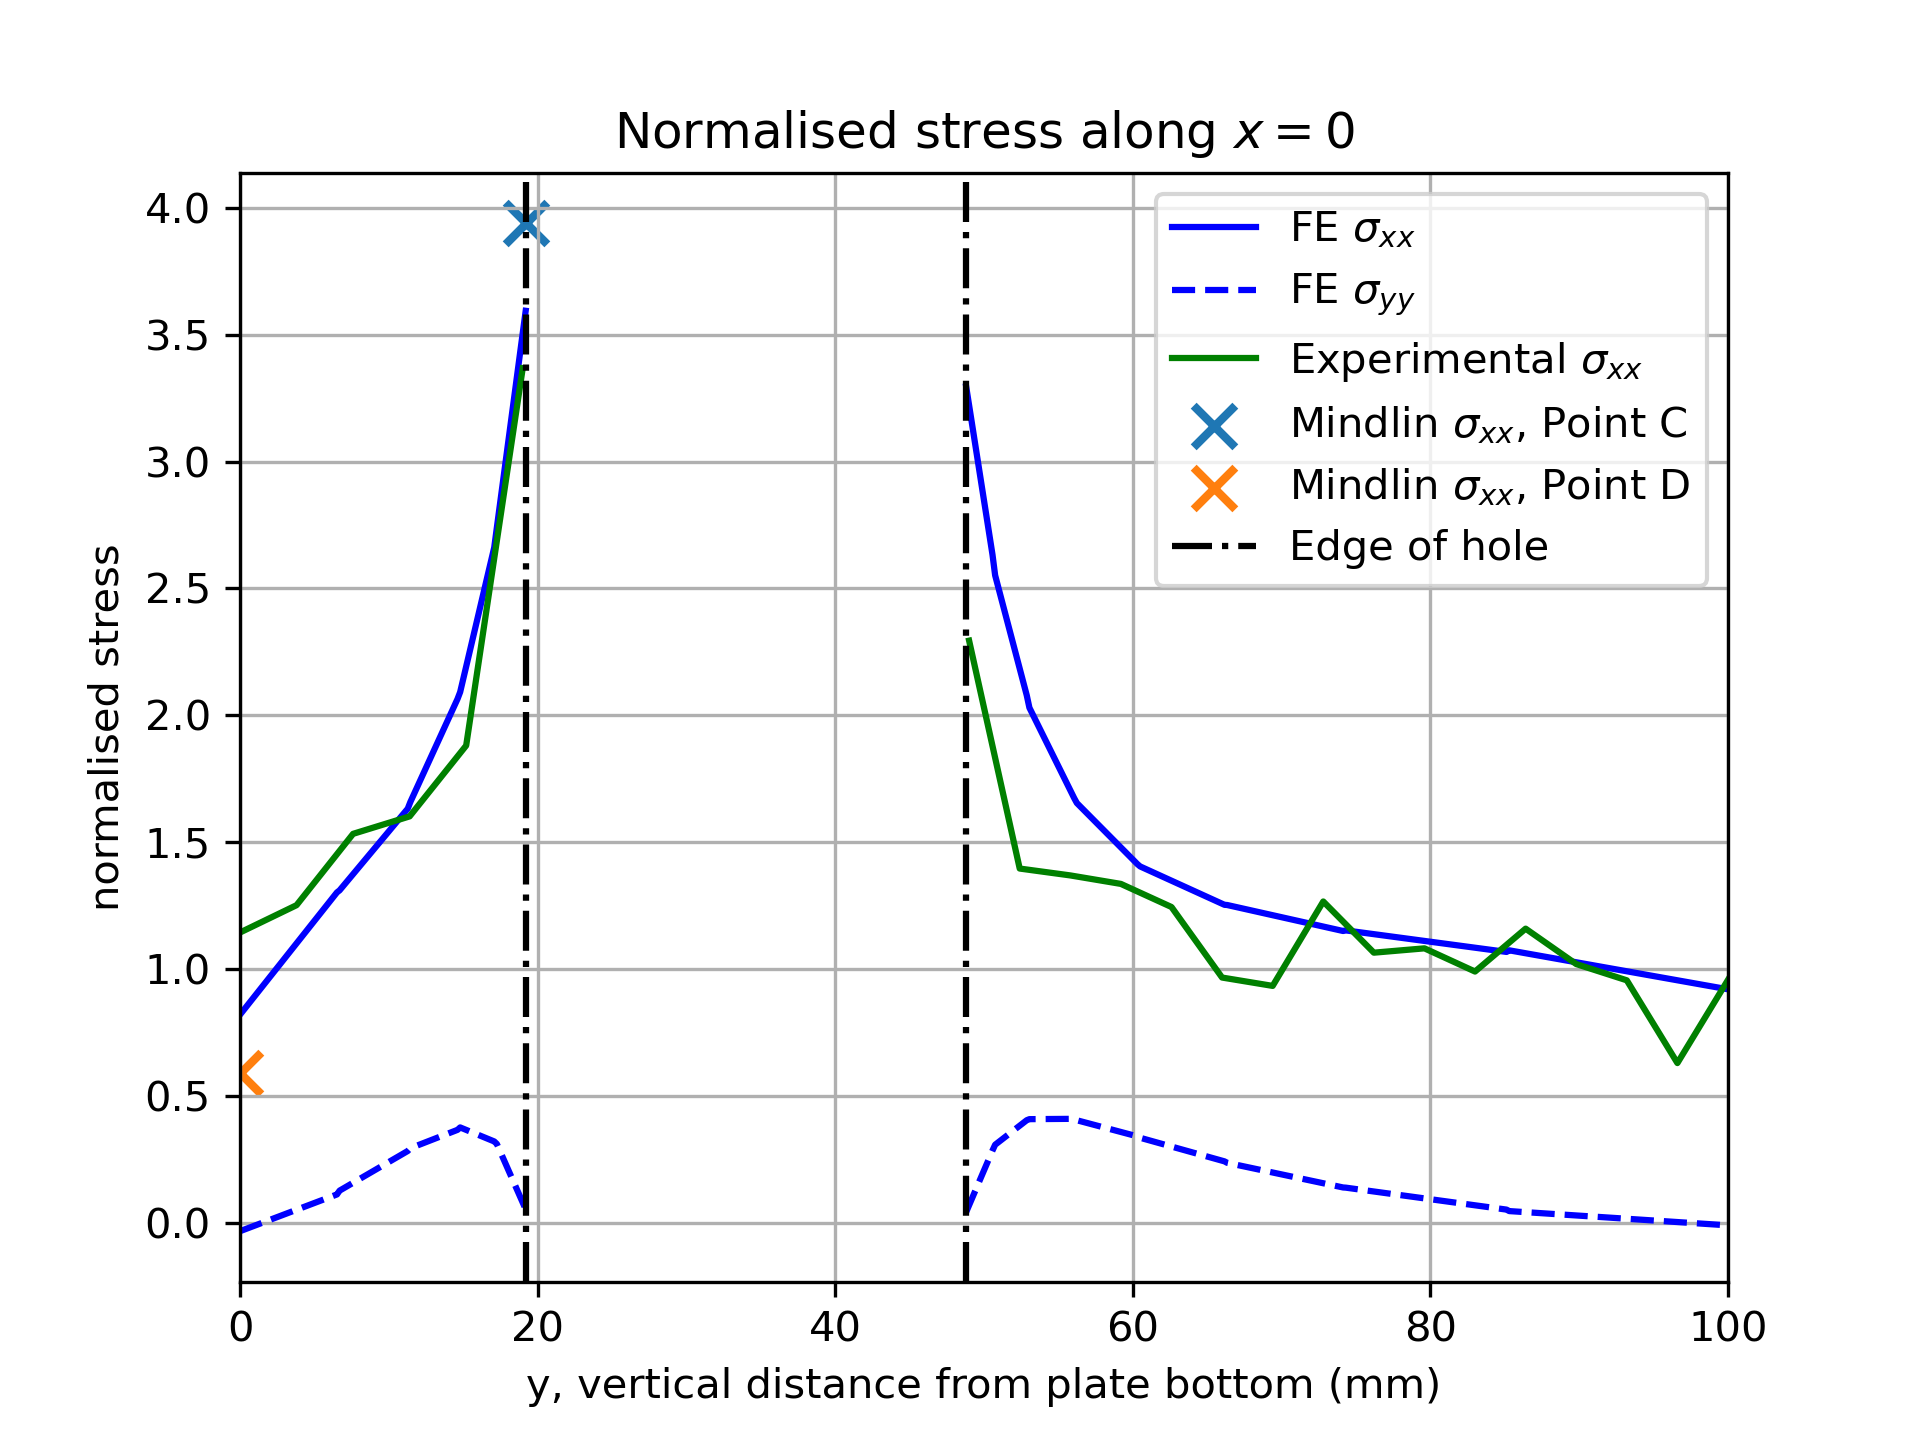 Normalised stress along x = 0
4.0
3.5
3.0
2.5
2.0
1.5
1.0
0.5
0.0
normalised stress
FE σxx
FE σyy
Experimental σxx
Mindlin σxx, Point C
Mindlin σxx, Point D
Edge of hole
0 20 40 60 80 100
y, vertical distance from plate bottom (mm)